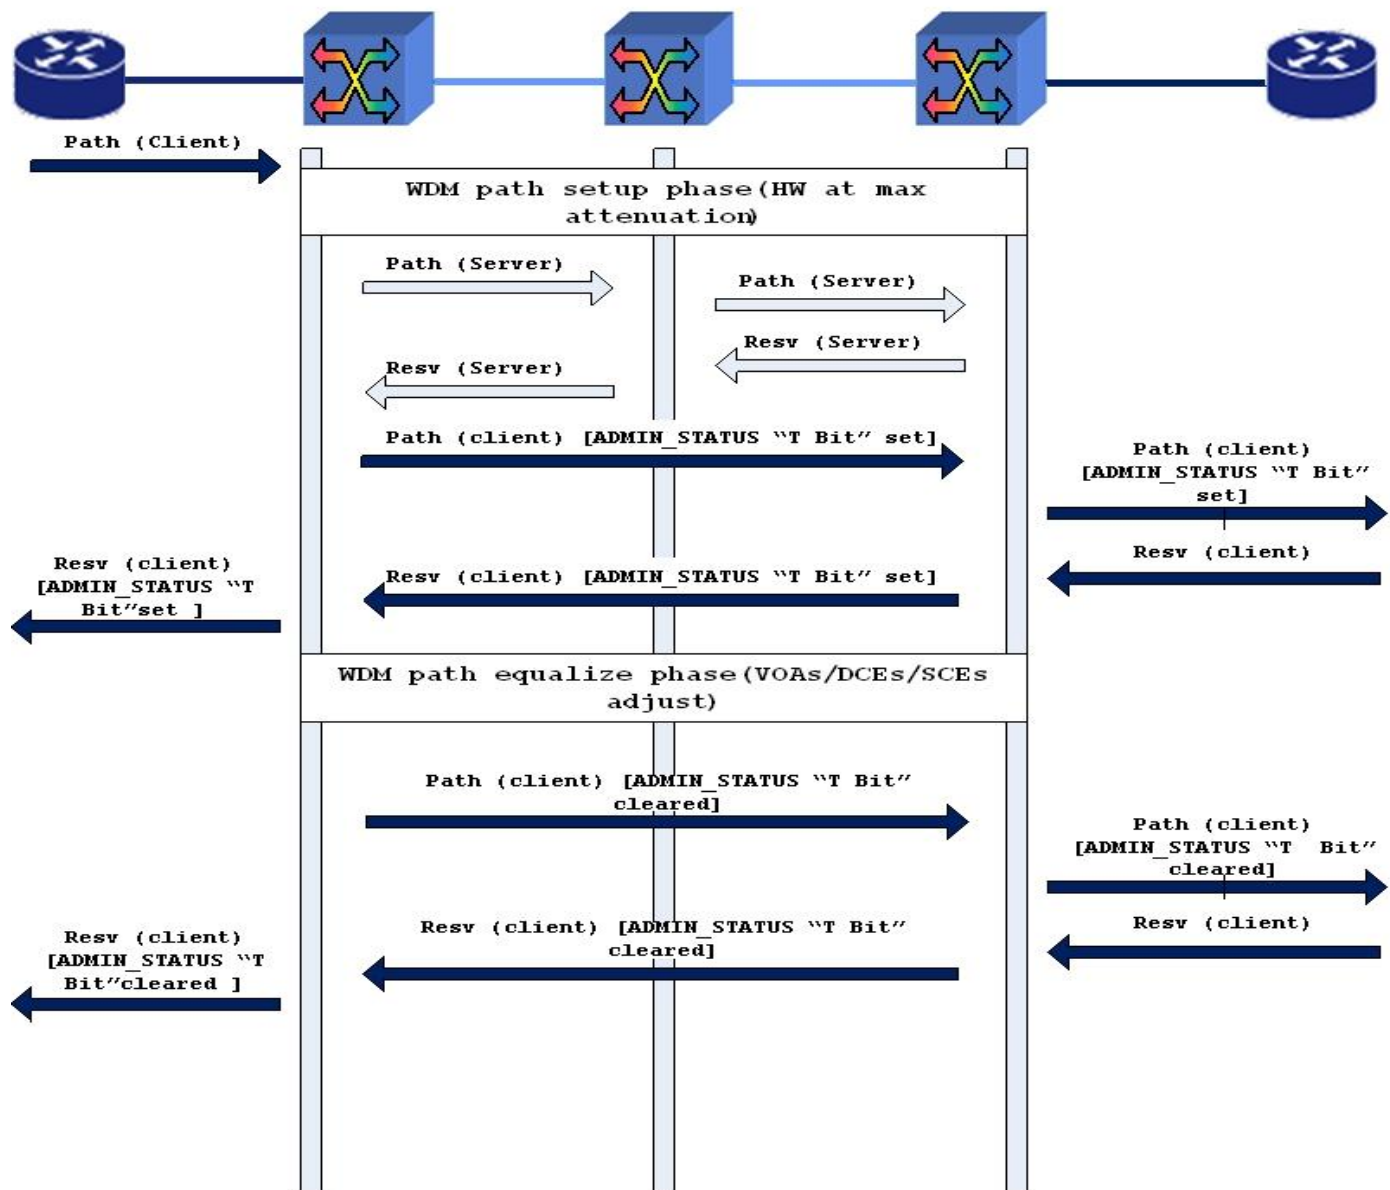 Path (Client)
WDM path setup phase(HW at max
attenuation)
Path (Server)
Path (Server)
Resv (Server)
Resv (Server)
Path (client) [ADMIN_STATUS “T Bit” set]
Path (client)
[ADMIN_STATUS “T Bit”
set]
Resv (client)
Resv (client)
[ADMIN_STATUS “T
Bit”set ]
Resv (client) [ADMIN_STATUS “T Bit” set]
WDM path equalize phase(VOAs/DCEs/SCEs
adjust)
Path (client) [ADMIN_STATUS “T Bit”
cleared]
Path (client)
[ADMIN_STATUS “T  Bit”
cleared]
Resv (client)
Resv (client) [ADMIN_STATUS “T Bit”
cleared]
Resv (client)
[ADMIN_STATUS “T
Bit”cleared ]